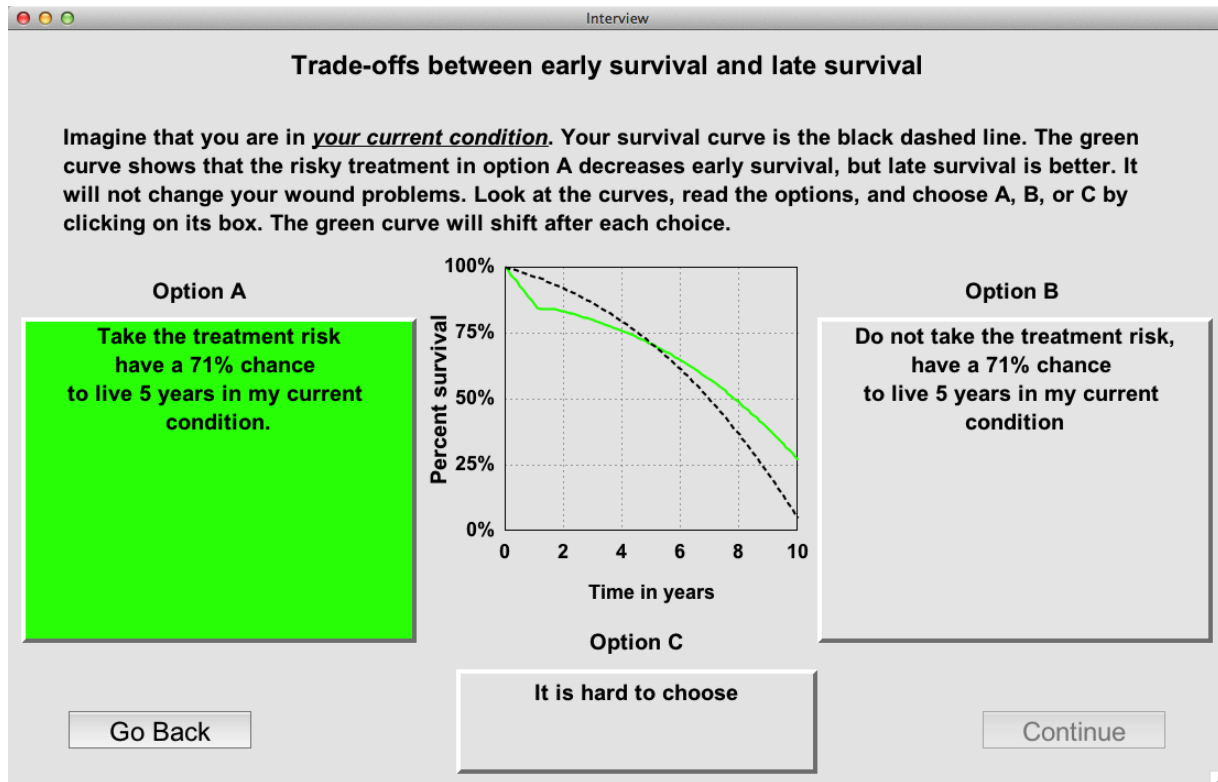 Interview
Trade-offs between early survival and late survival
Imagine that you are in your current condition. Your survival curve is the black dashed line. The green
curve shows that the risky treatment in option A decreases early survival, but late survival is better. It
will not change your wound problems. Look at the curves, read the options, and choose A, B, or C by
clicking on its box. The green curve will shift after each choice.
Option A
Take the treatment risk
have a 71% chance
to live 5 years in my current
condition.
Percent survival
100%
75%
50%
25%
0%
0 2 4 6 8 10
Time in years
Option B
Do not take the treatment risk,
have a 71% chance
to live 5 years in my current
condition
Option C
It is hard to choose
Go Back
Continue